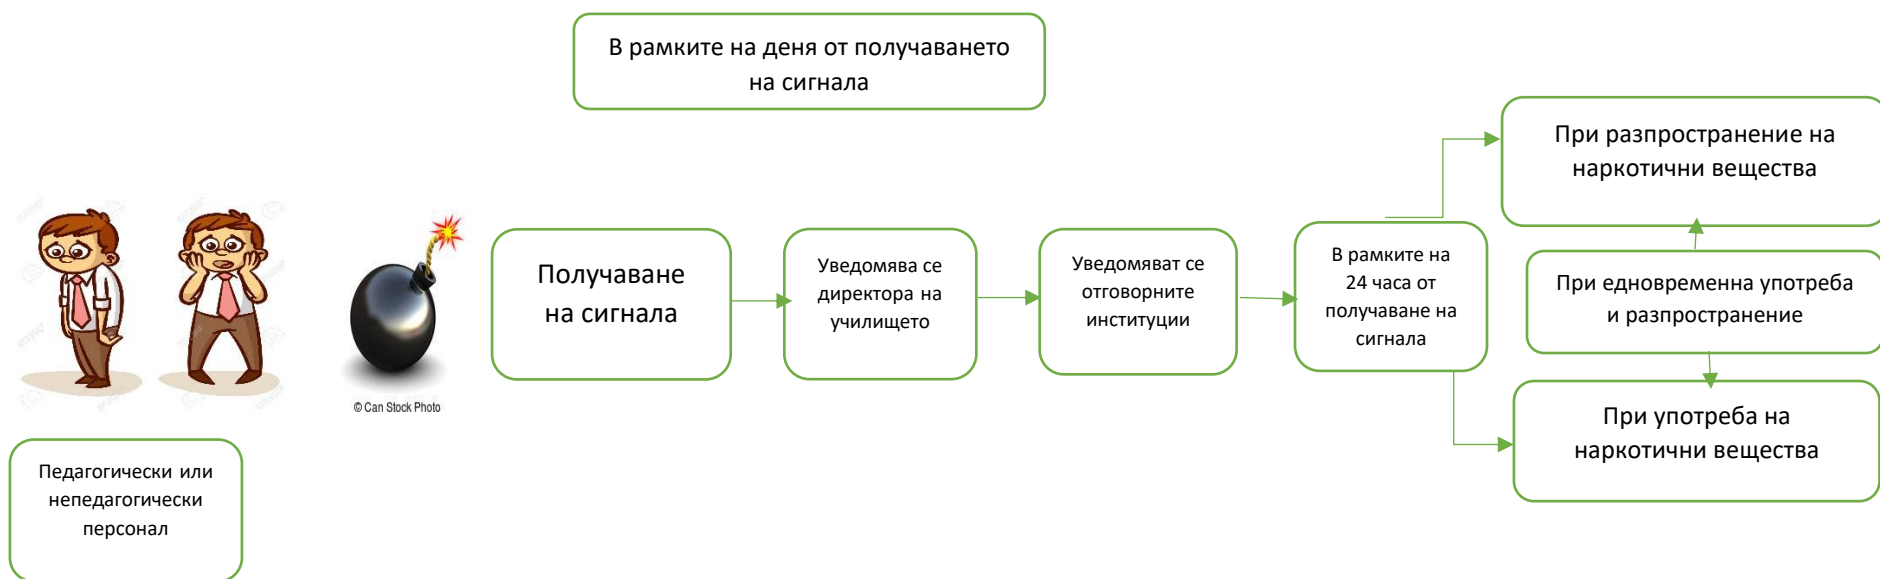 В рамките на деня от получаването
на сигнала
При разпространение на
наркотични вещества
Получаване
на сигнала
Уведомява се
директора на
училището
Уведомяват се
отговорните
институции
В рамките на
24 часа от
получаване на
сигнала
При едновременна употреба
и разпространение
При употреба на
наркотични вещества
© Can Stock Photo
Педагогически или
непедагогически
персонал